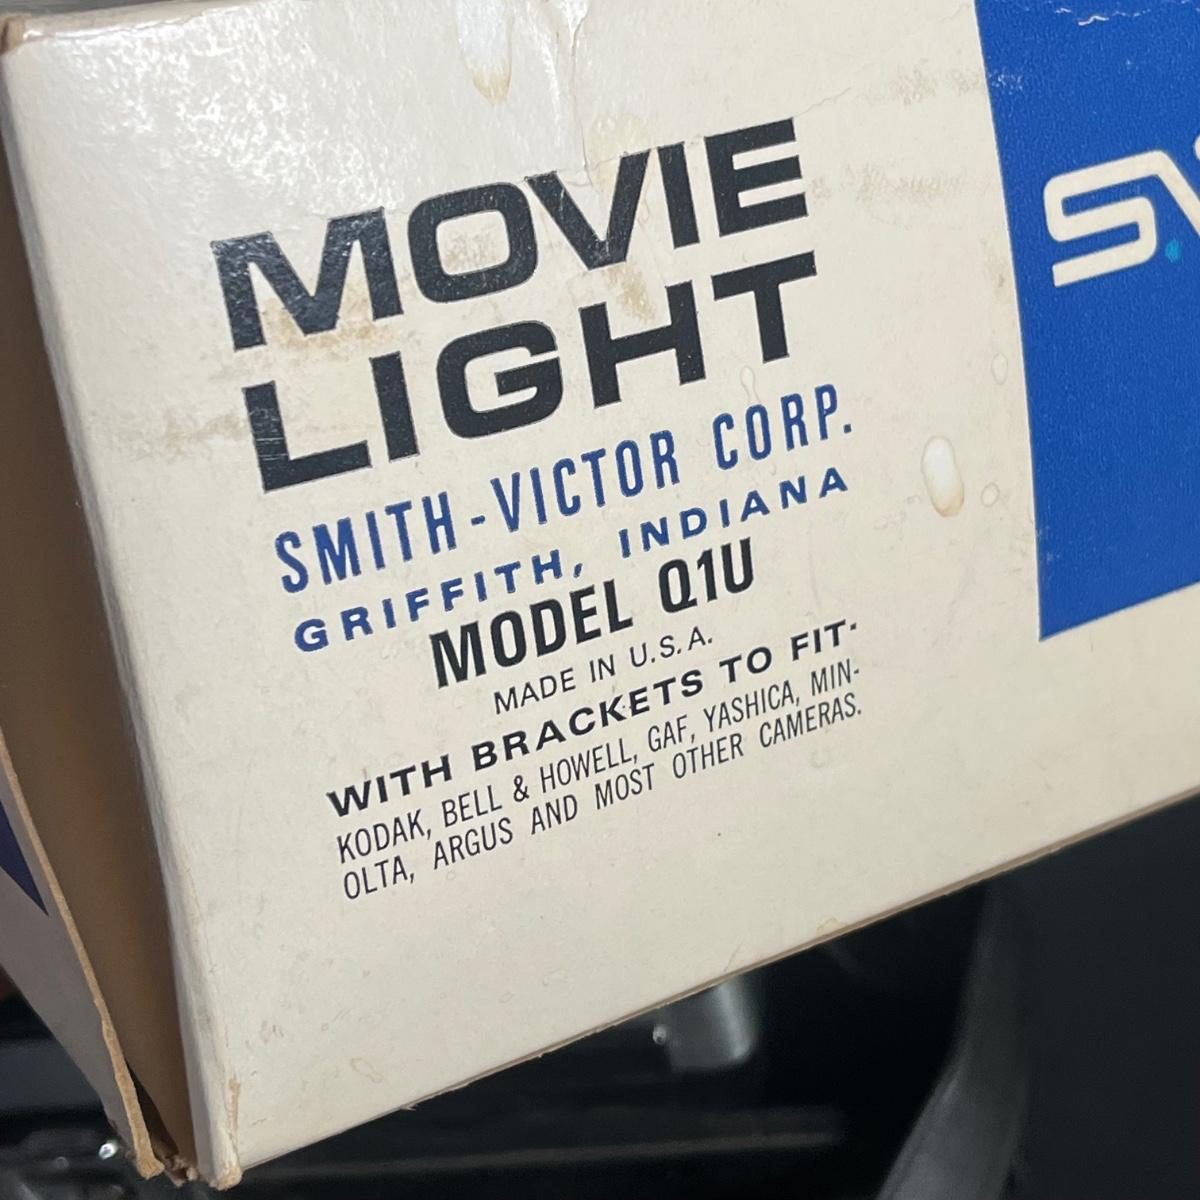 MOVIE
LIGHT
SMITH-VICTOR CORP.
GRIFFITH, INDIANA
MODEL Q1U
MADE IN U.S.A.
WITH BRACKETS TO FIT·
KODAK, BELL & HOWELL, GAF, YASHICA, MIN-
OLTA, ARGUS AND MOST OTHER CAMERAS.